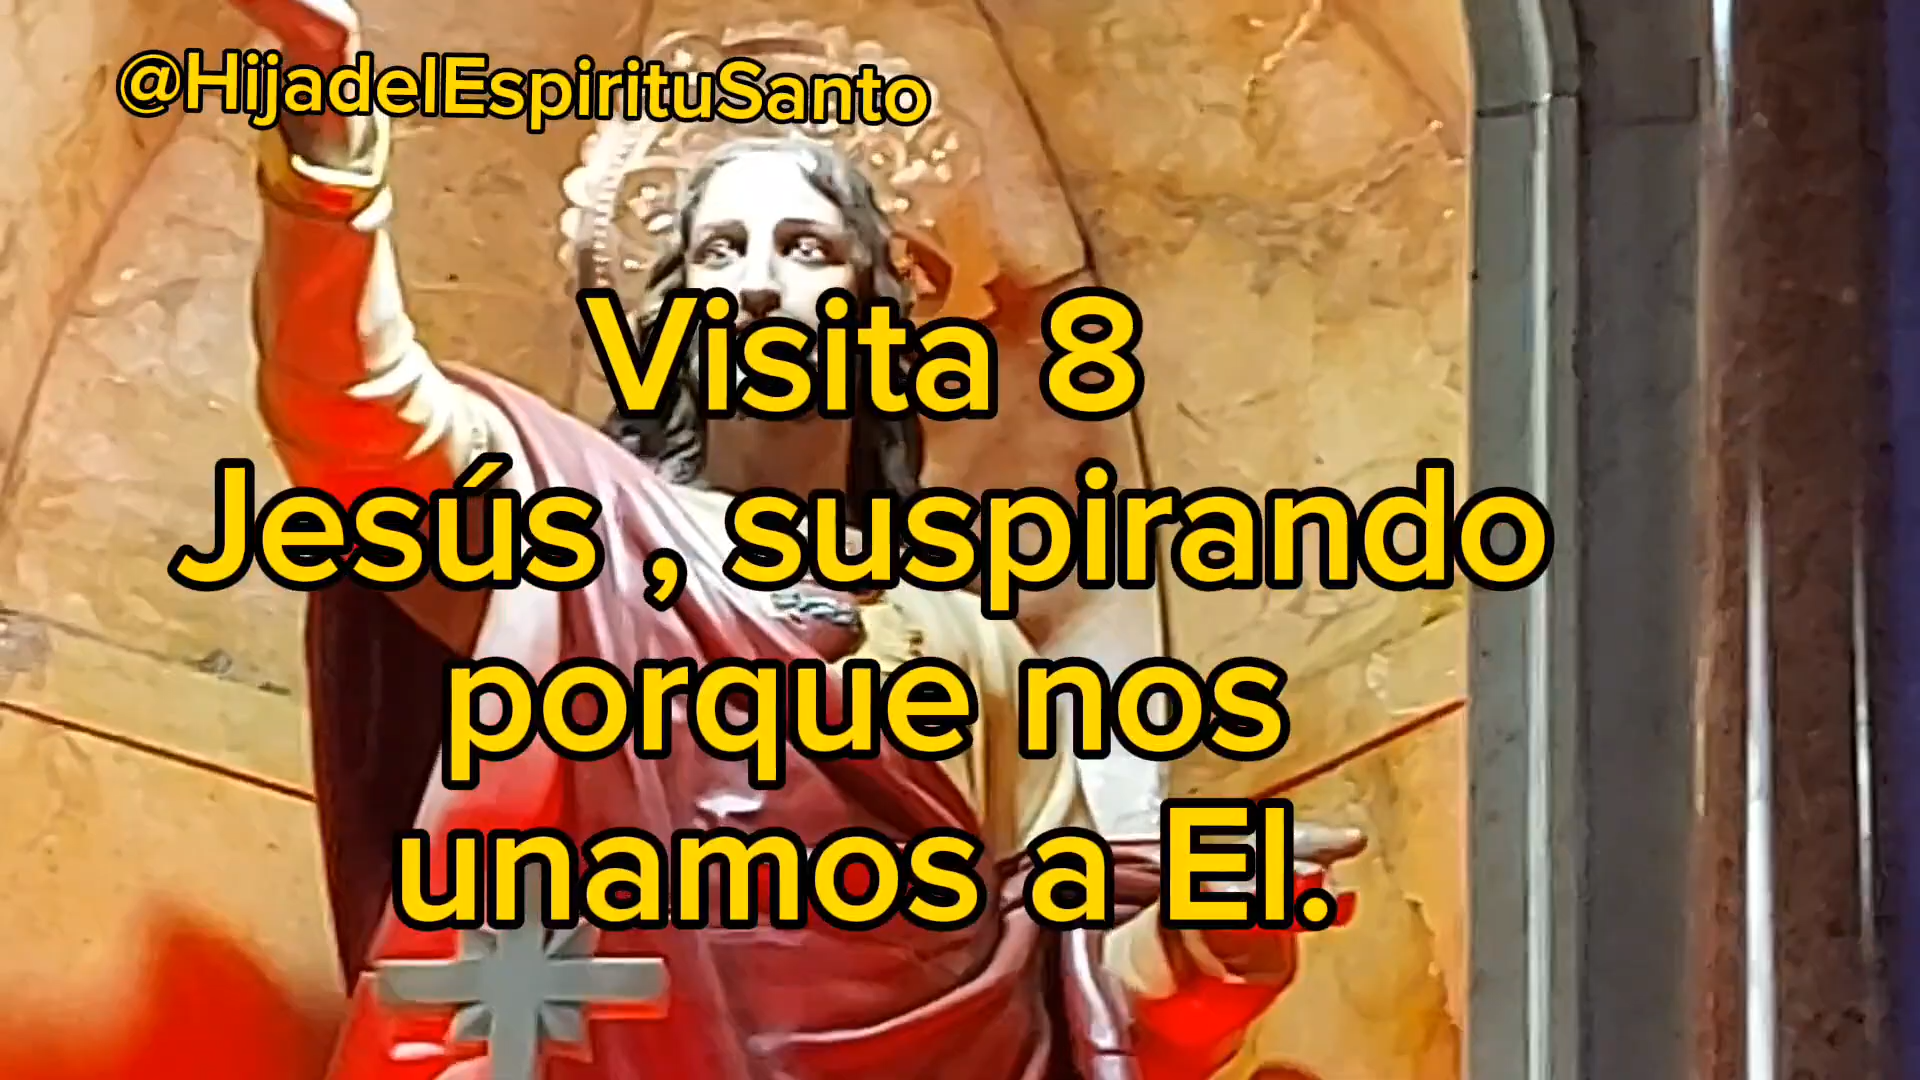 @HijadelEspirituSanto
Visita 8
Jesús , suspirando
porque nos
unamos a El.